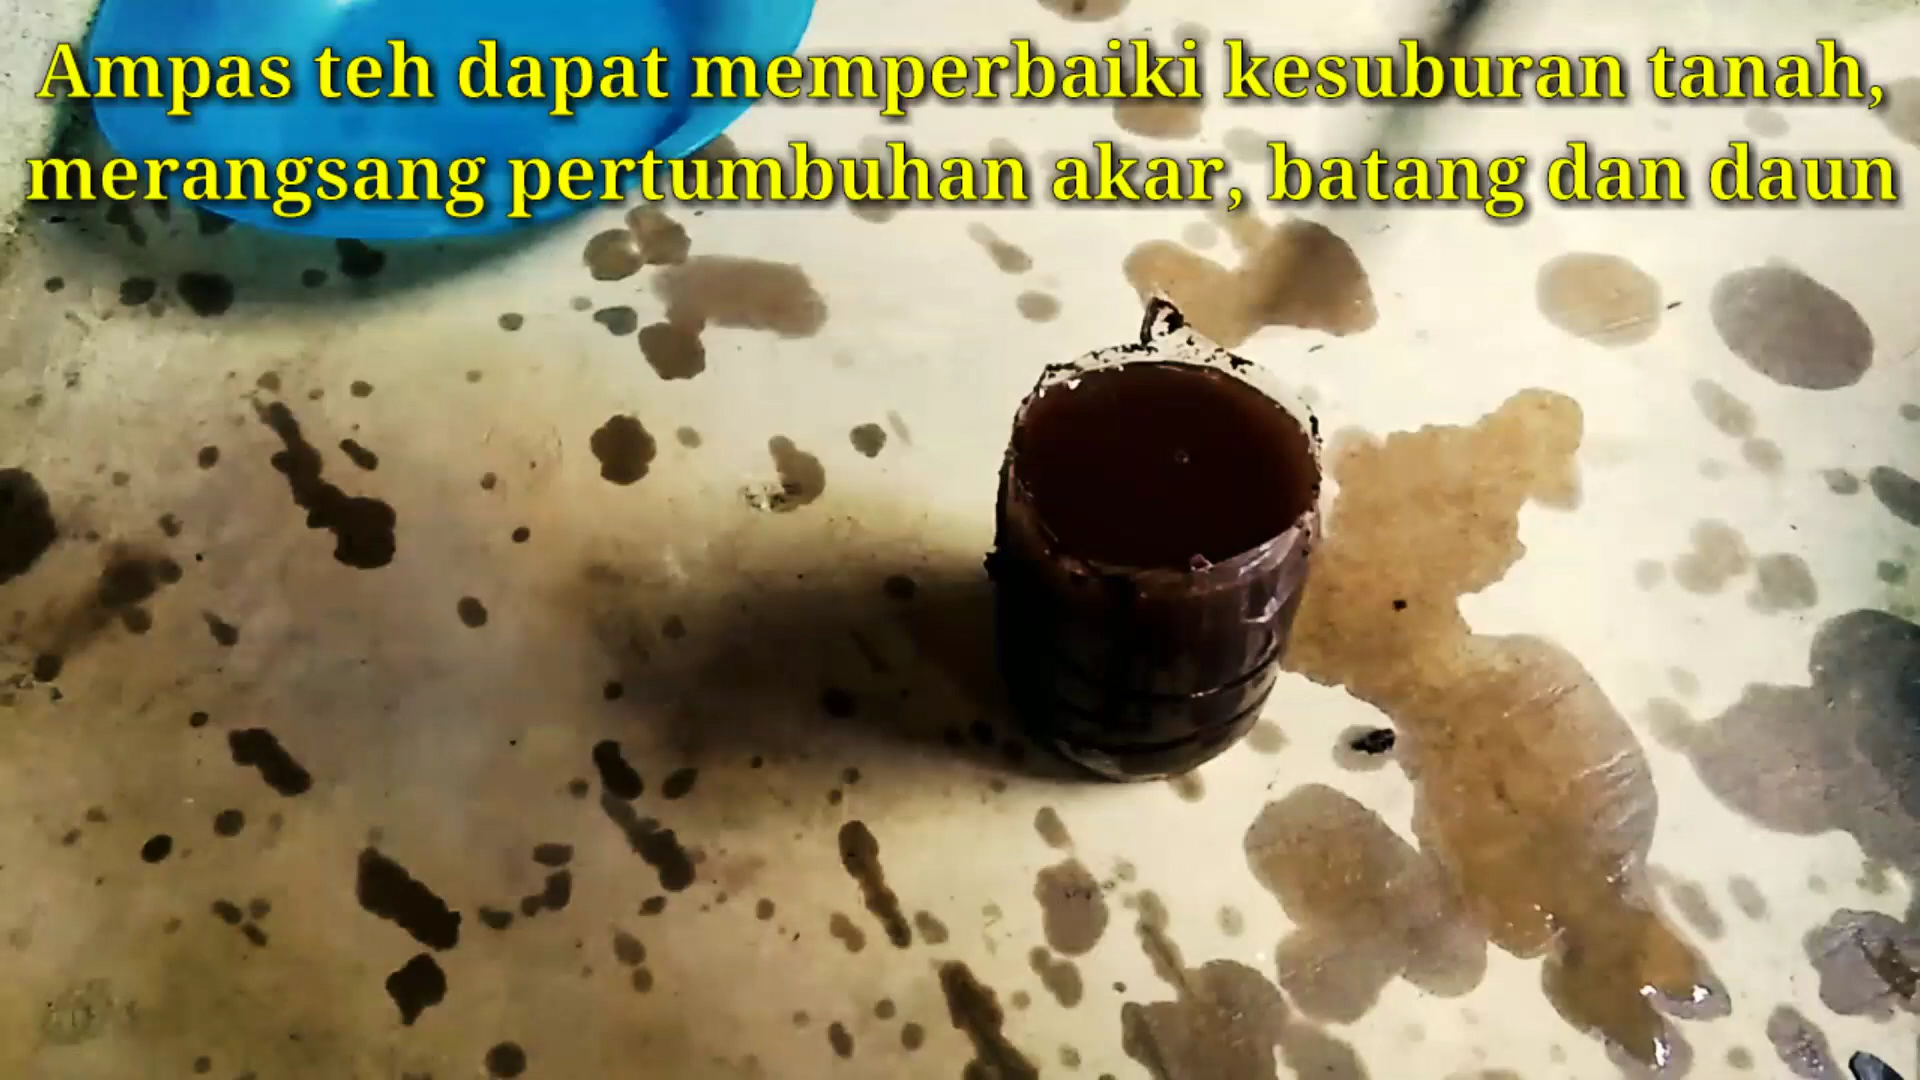 Ampas teh dapat memperbaiki kesuburan tanah,
merangsang pertumbuhan akar, batang dan daun